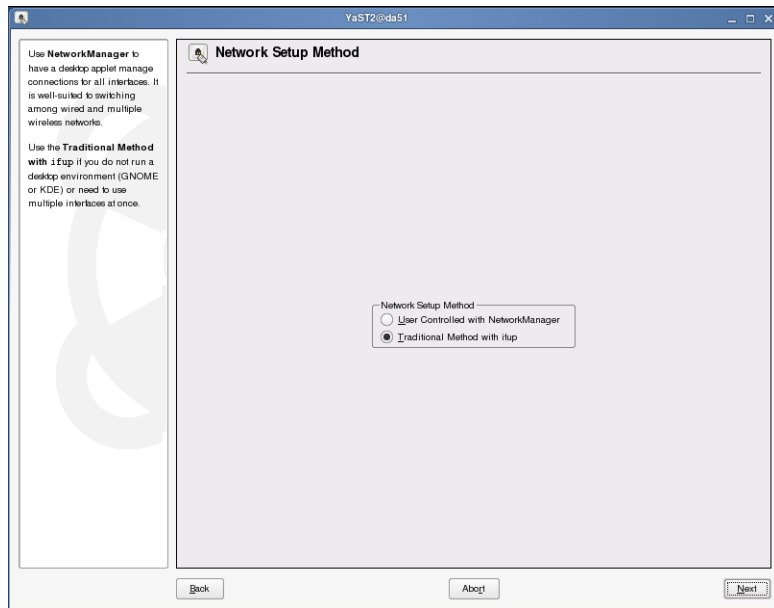 YaST2@da51
Use NetworkManager to
have a desktop applet manage
connections for all interfaces. It
is well-suited to switching
among wired and multiple
wireless networks.
Use the Traditional Method
with ifup if you do not run a
desktop environment (GNOME
or KDE) or need to use
multiple interfaces at once.
Network Setup Method
Network Setup Method
User Controlled with NetworkManager
Traditional Method with ifup
Back
Abort
Next